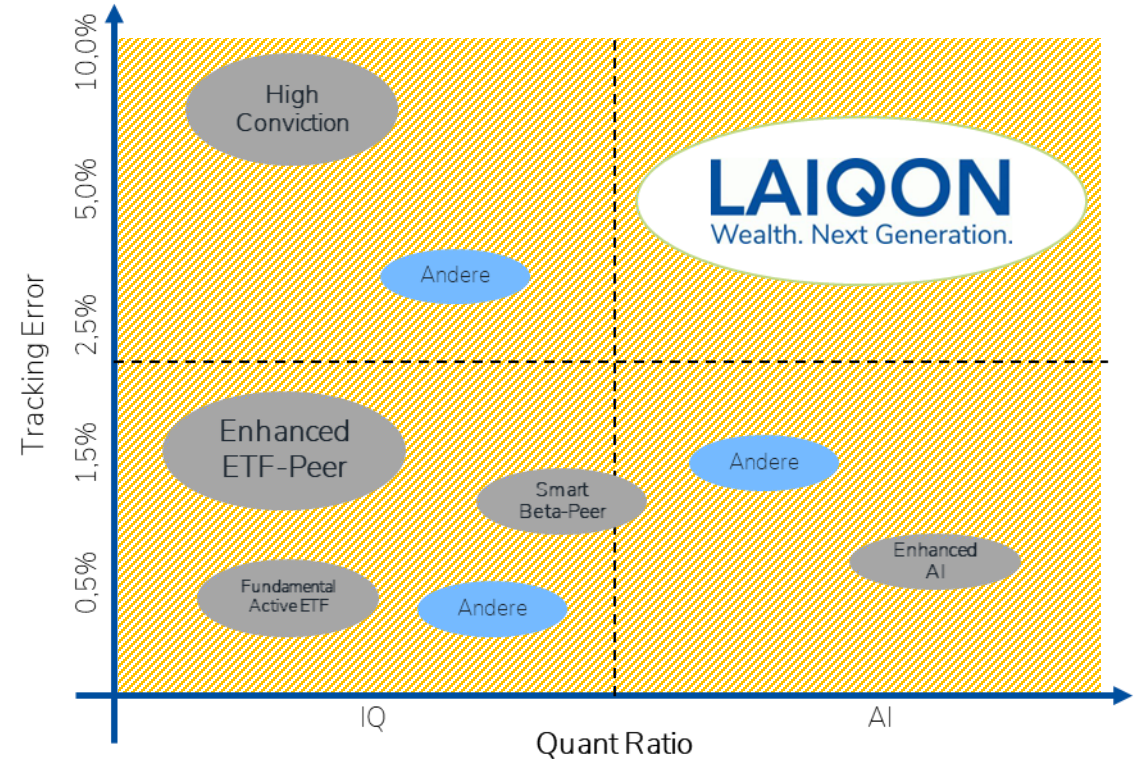 10,0%
High
Conviction
5,0%
LAIQON
Wealth. Next Generation.
Andere
2,5%
Tracking Error
Enhanced
ETF-Peer
1,5%
Andere
Smart
Beta-Peer
Enhanced
AI
0,5%
Fundamental
Active ETF
Andere
IQ
AI
Quant Ratio